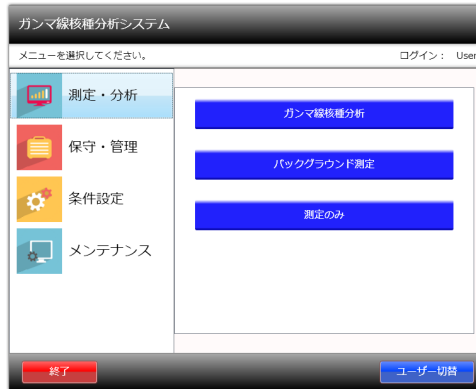 ガンマ線核種分析システム
メニューを選択してください。 ログイン： User
測定・分析
保守・管理
条件設定
メンテナンス
ガンマ線核種分析
バックグラウンド測定
測定のみ
終了
ユーザー切替